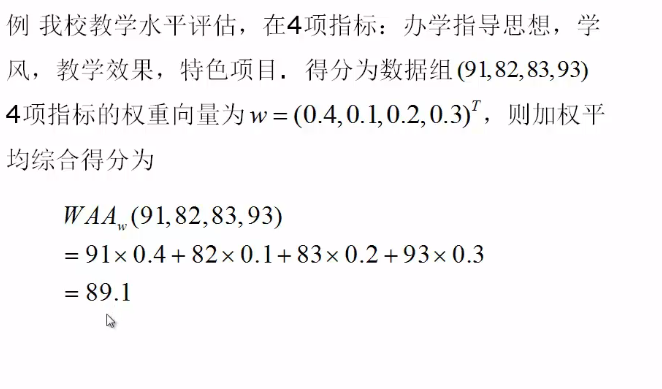 例 我校教学水平评估，在4项指标：办学指导思想，学
风，教学效果，特色项目．得分为数据组(91,82,83,93)
4项指标的权重向量为w = (0.4,0.1,0.2,0.3)^T，则加权平
均综合得分为
WAA_w(91,82,83,93)
= 91×0.4+82×0.1+83×0.2+93×0.3
= 89.1